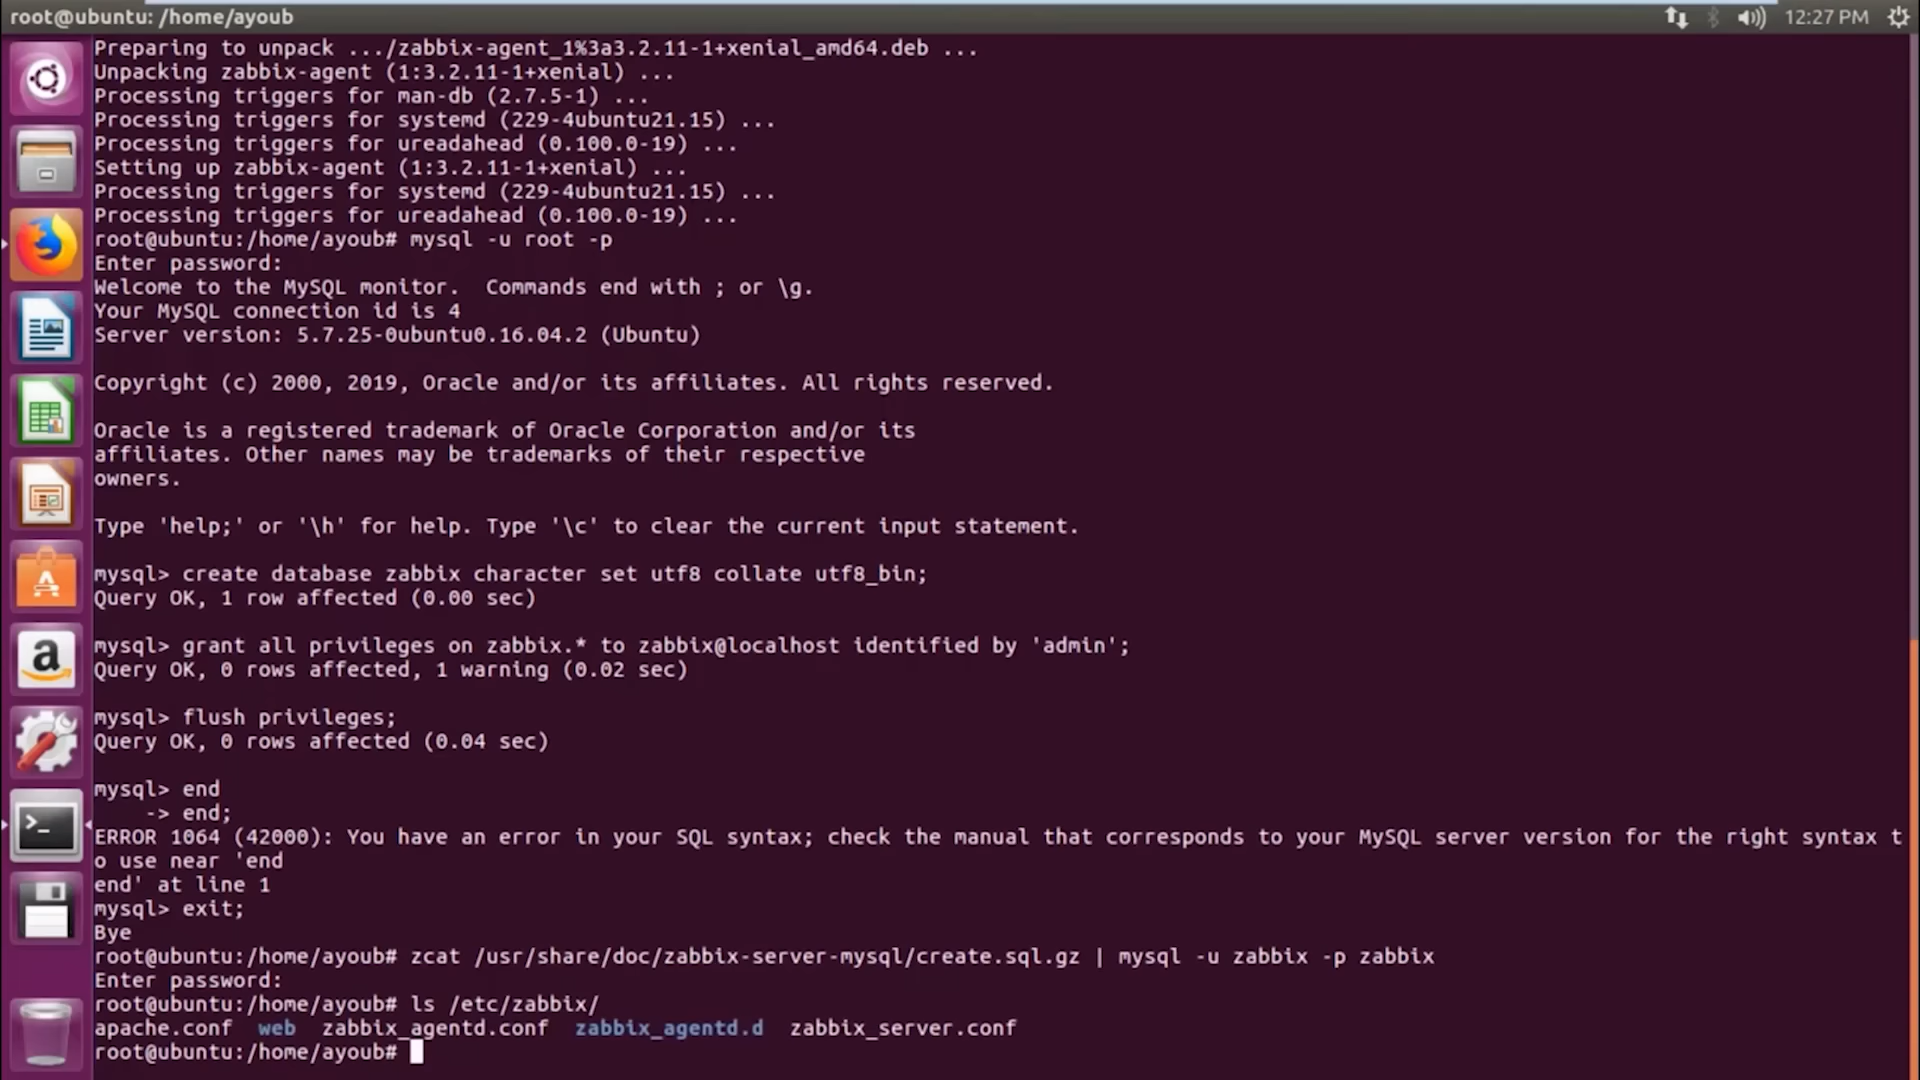 root@ubuntu: /home/ayoub
12:27 PM
Preparing to unpack .../zabbix-agent_1%3a3.2.11-1+xenial_amd64.deb ...
Unpacking zabbix-agent (1:3.2.11-1+xenial) ...
Processing triggers for man-db (2.7.5-1) ...
Processing triggers for systemd (229-4ubuntu21.15) ...
Processing triggers for ureadahead (0.100.0-19) ...
Setting up zabbix-agent (1:3.2.11-1+xenial) ...
Processing triggers for systemd (229-4ubuntu21.15) ...
Processing triggers for ureadahead (0.100.0-19) ...
root@ubuntu:/home/ayoub# mysql -u root -p
Enter password:
Welcome to the MySQL monitor.  Commands end with ; or \g.
Your MySQL connection id is 4
Server version: 5.7.25-0ubuntu0.16.04.2 (Ubuntu)
Copyright (c) 2000, 2019, Oracle and/or its affiliates. All rights reserved.
Oracle is a registered trademark of Oracle Corporation and/or its
affiliates. Other names may be trademarks of their respective
owners.
Type 'help;' or '\h' for help. Type '\c' to clear the current input statement.
mysql> create database zabbix character set utf8 collate utf8_bin;
Query OK, 1 row affected (0.00 sec)
mysql> grant all privileges on zabbix.* to zabbix@localhost identified by 'admin';
Query OK, 0 rows affected, 1 warning (0.02 sec)
mysql> flush privileges;
Query OK, 0 rows affected (0.04 sec)
mysql> end
    -> end;
ERROR 1064 (42000): You have an error in your SQL syntax; check the manual that corresponds to your MySQL server version for the right syntax t
o use near 'end
end' at line 1
mysql> exit;
Bye
root@ubuntu:/home/ayoub# zcat /usr/share/doc/zabbix-server-mysql/create.sql.gz | mysql -u zabbix -p zabbix
Enter password:
root@ubuntu:/home/ayoub# ls /etc/zabbix/
apache.conf  web  zabbix_agentd.conf  zabbix_agentd.d  zabbix_server.conf
root@ubuntu:/home/ayoub#